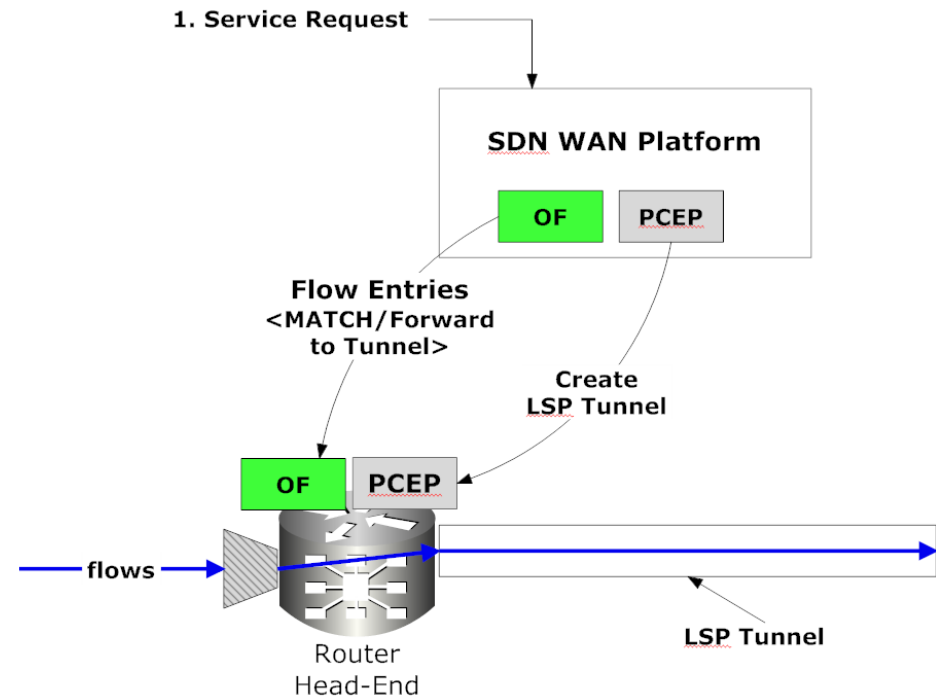 1. Service Request
SDN WAN Platform
OF
PCEP
Flow Entries
<MATCH/Forward
to Tunnel>
Create
LSP Tunnel
OF
PCEP
flows
LSP Tunnel
Router
Head-End